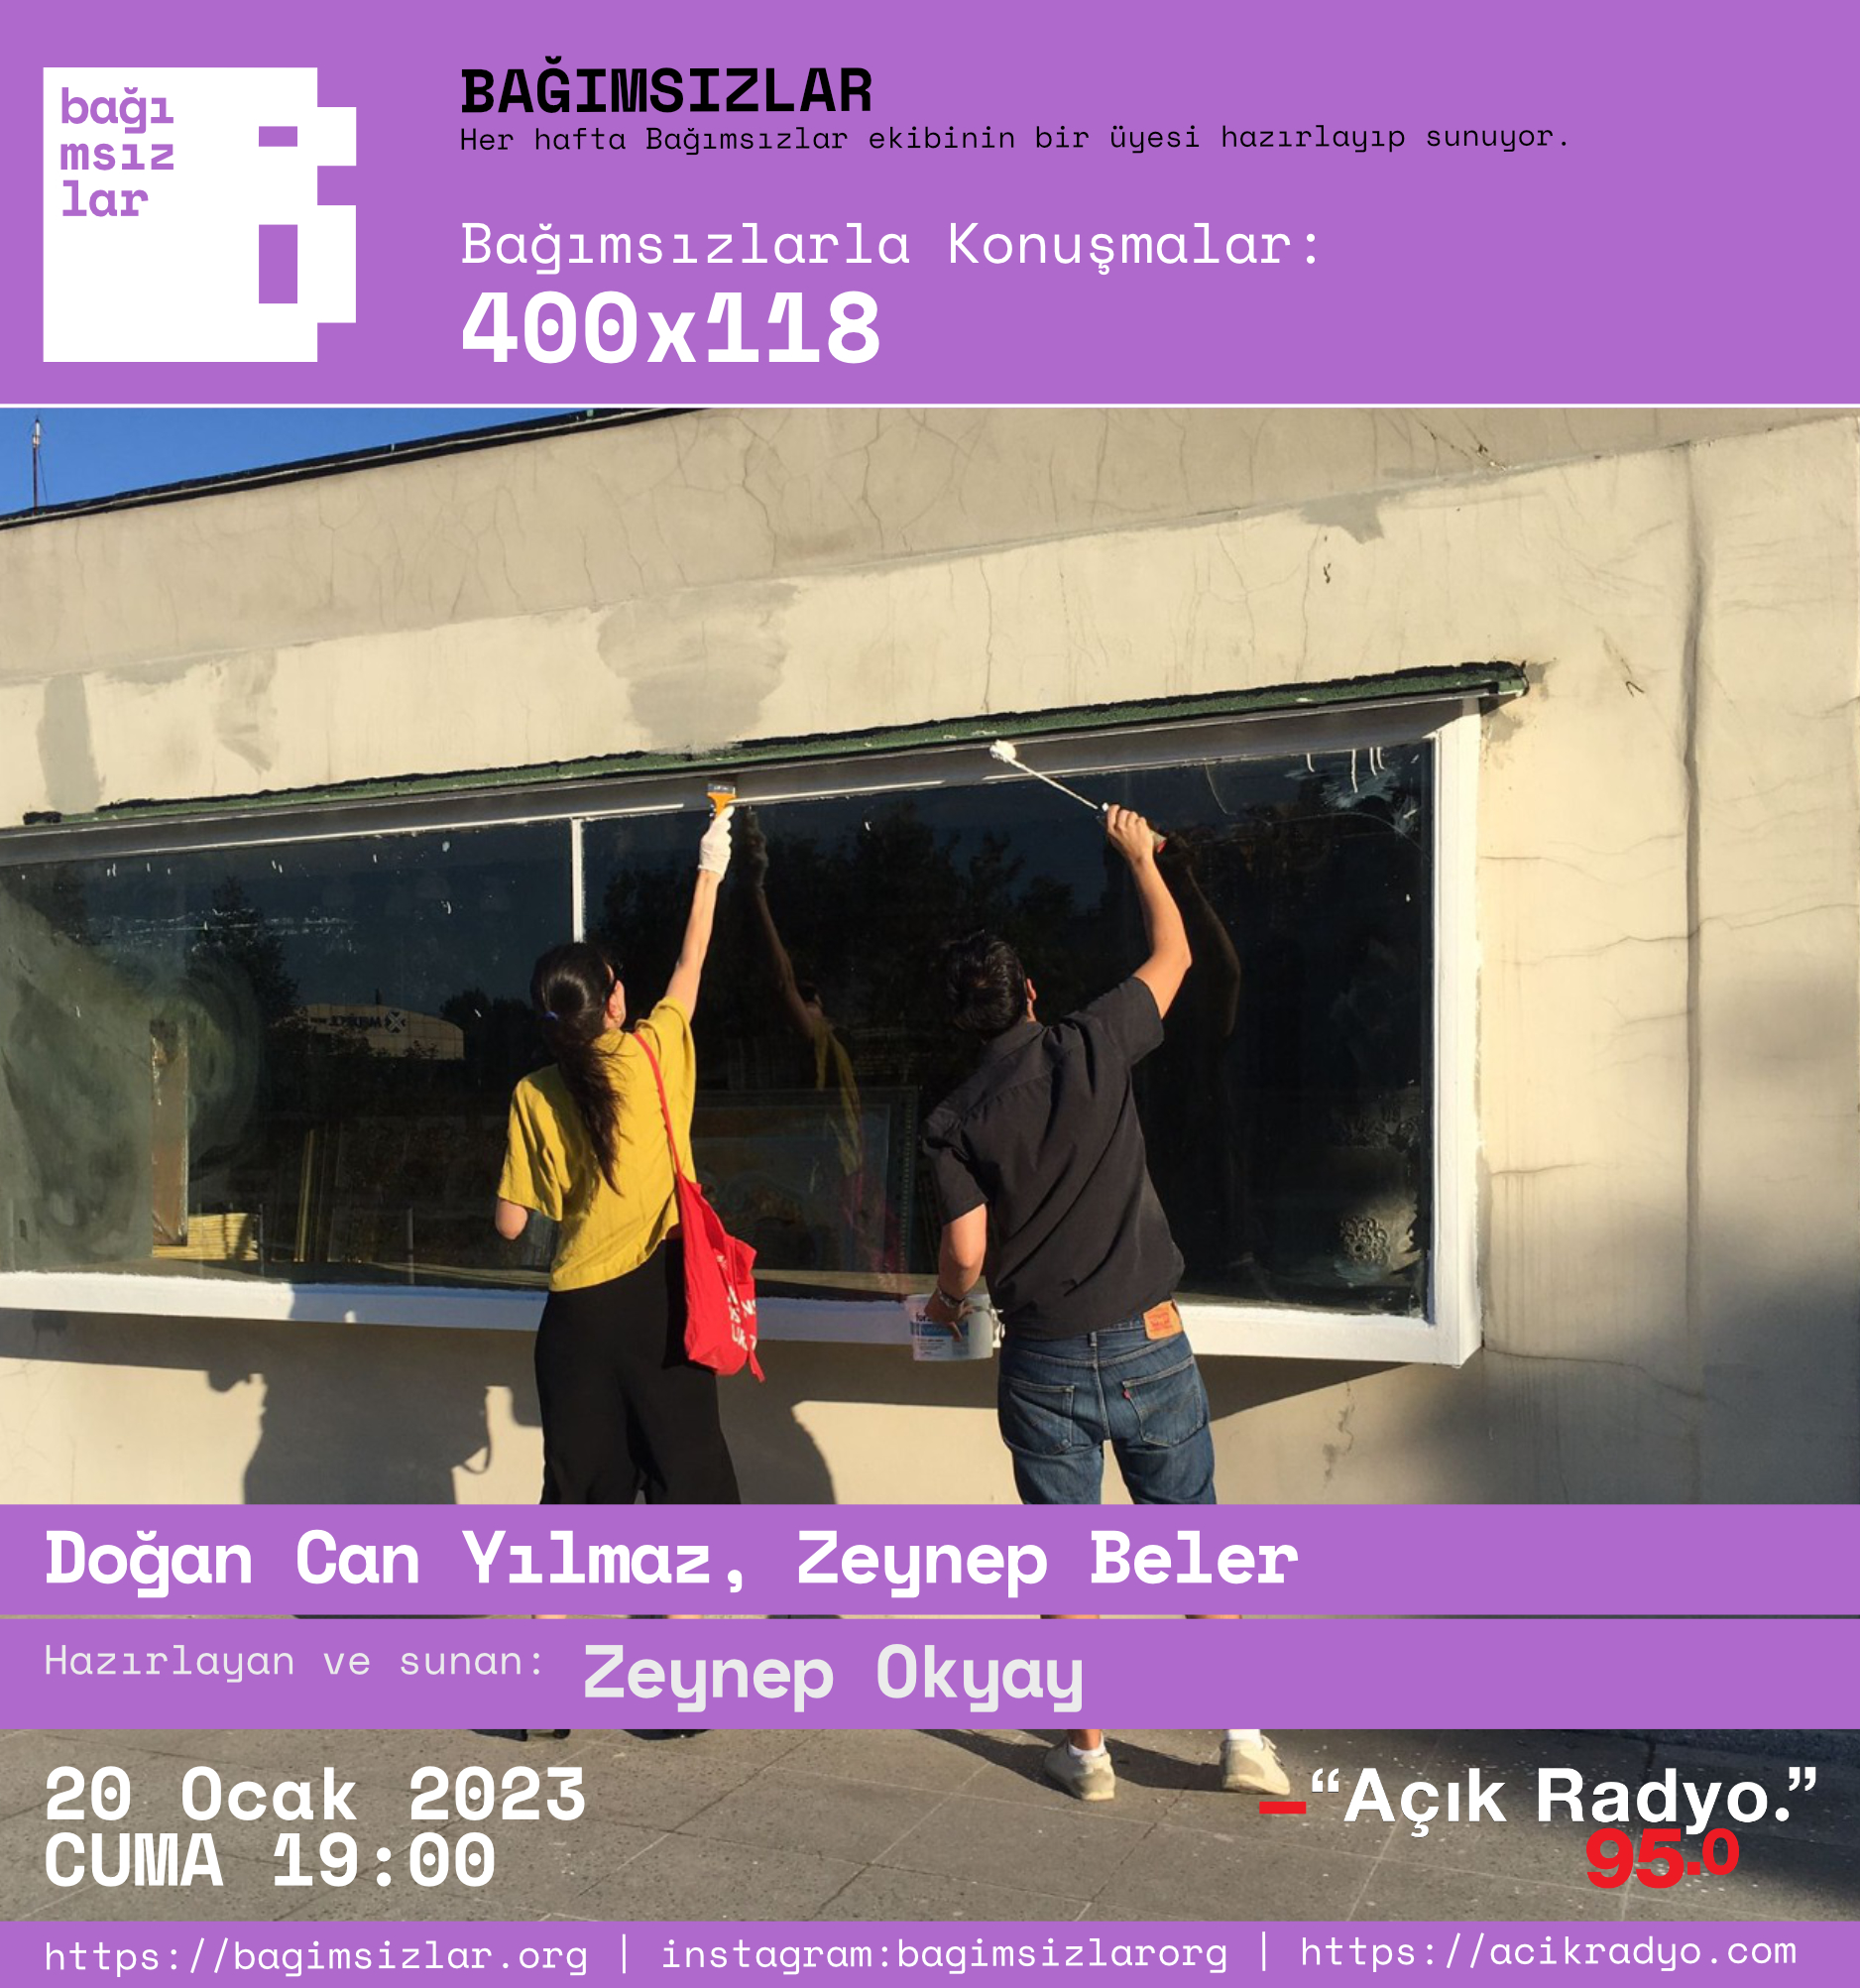 bağı
msız
lar
BAĞIMSIZLAR
Her hafta Bağımsızlar ekibinin bir üyesi hazırlayıp sunuyor.
Bağımsızlarla Konuşmalar:
400x118
Doğan Can Yılmaz, Zeynep Beler
Hazırlayan ve sunan: Zeynep Okyay
20 Ocak 2023
CUMA 19:00
“Açık Radyo.”
95.0
https://bagimsizlar.org | instagram:bagimsizlarorg | https://acikradyo.com